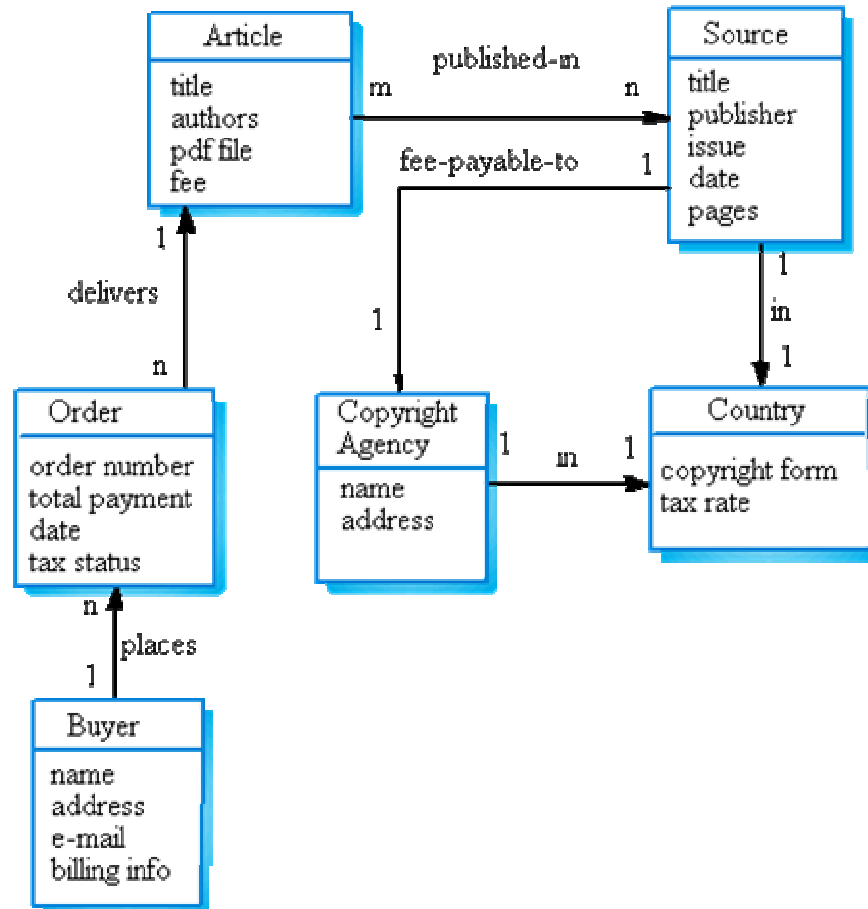 Article
title
authors
pdf file
fee
m
published-in
n
Source
title
publisher
issue
date
pages
fee-payable-to
1
1
1
delivers
n
1
in
1
Order
order number
total payment
date
tax status
Copyright
Agency
name
address
1
in
1
Country
copyright form
tax rate
n
places
1
Buyer
name
address
e-mail
billing info